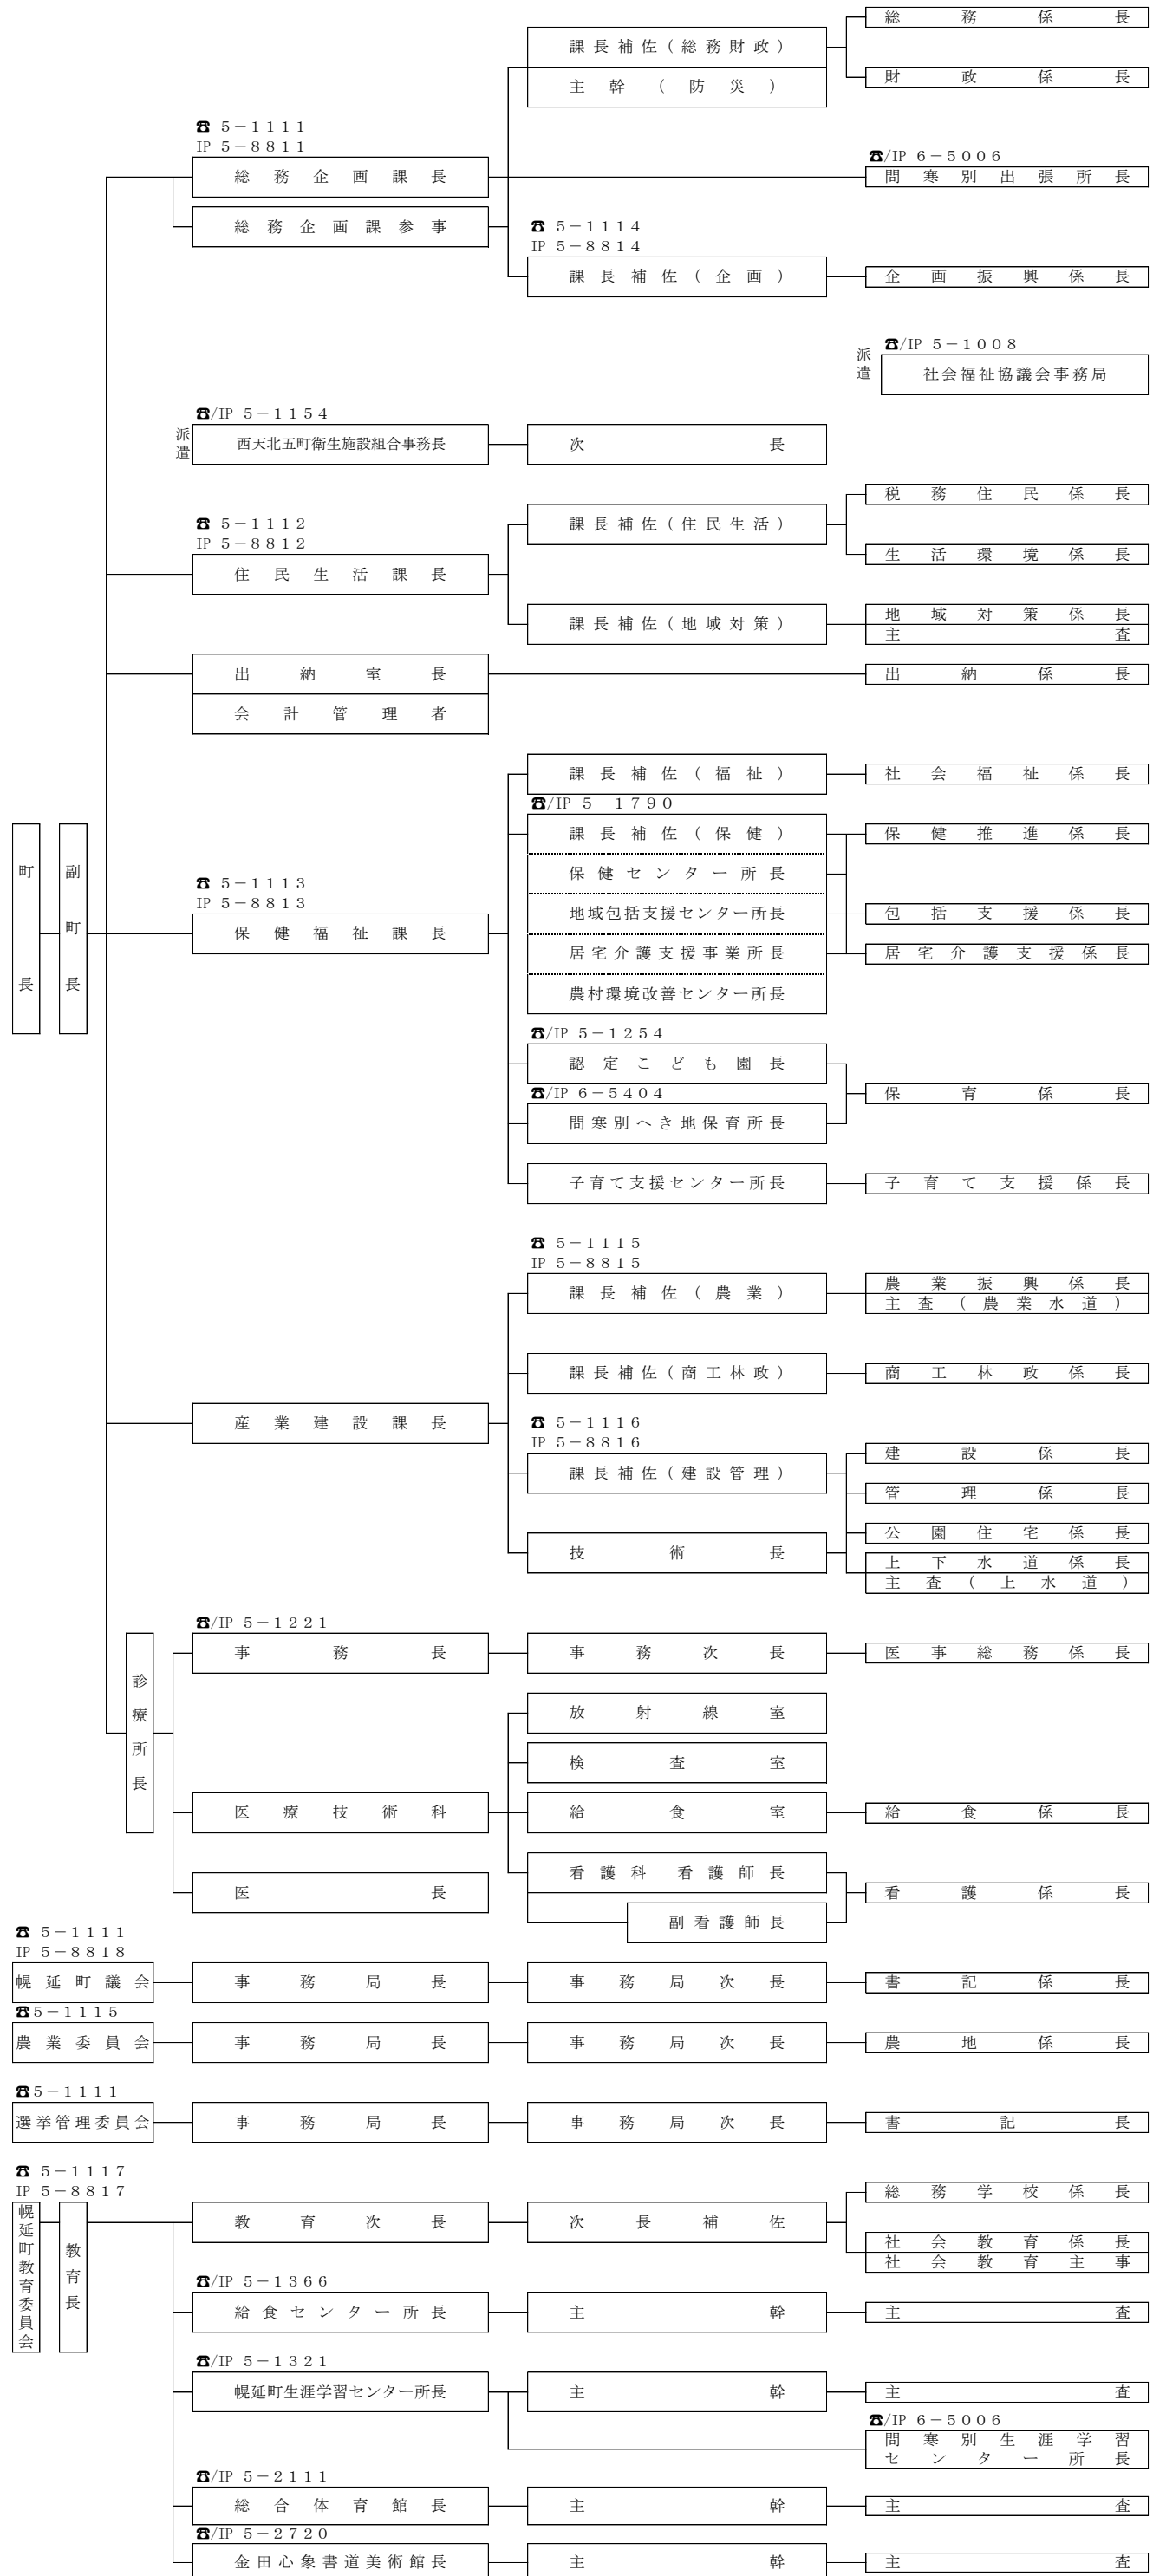 総務係長
課長補佐（総務財政）
主幹（防災）
財政係長
☎ ５－１１１１
IP ５－８８１１
総務企画課長
☎/IP ６－５００６
問寒別出張所長
総務企画課参事
☎ ５－１１１４
IP ５－８８１４
課長補佐（企画）
企画振興係長
派遣
☎/IP ５－１００８
社会福祉協議会事務局
☎/IP ５－１１５４
派遣
西天北五町衛生施設組合事務長
次長
税務住民係長
☎ ５－１１１２
IP ５－８８１２
課長補佐（住民生活）
生活環境係長
住民生活課長
課長補佐（地域対策）
地域対策係長
主査
出納室長
会計管理者
出納係長
課長補佐（福祉）
社会福祉係長
☎/IP ５－１７９０
課長補佐（保健）
保健推進係長
保健センター所長
地域包括支援センター所長
包括支援係長
居宅介護支援事業所長
居宅介護支援係長
農村環境改善センター所長
町長
副町長
☎ ５－１１１３
IP ５－８８１３
保健福祉課長
☎/IP ５－１２５４
認定こども園長
保育係長
☎/IP ６－５４０４
問寒別へき地保育所長
子育て支援センター所長
子育て支援係長
☎ ５－１１１５
IP ５－８８１５
課長補佐（農業）
農業振興係長
主査（農業水道）
課長補佐（商工林政）
商工林政係長
産業建設課長
☎ ５－１１１６
IP ５－８８１６
課長補佐（建設管理）
建設係長
管理係長
公園住宅係長
技術長
上下水道係長
主査（上水道）
診療所長
☎/IP ５－１２２１
事務長
事務次長
医事総務係長
放射線室
検査室
医療技術科
給食室
給食係長
医長
看護科　看護師長
看護係長
副看護師長
☎ ５－１１１１
IP ５－８８１８
幌延町議会
事務局長
事務局次長
書記係長
☎５－１１１５
農業委員会
事務局長
事務局次長
農地係長
☎５－１１１１
選挙管理委員会
事務局長
事務局次長
書記長
☎ ５－１１１７
IP ５－８８１７
幌延町教育委員会
教育長
教育次長
次長補佐
総務学校係長
社会教育係長
社会教育主事
☎/IP ５－１３６６
給食センター所長
主幹
主査
☎/IP ５－１３２１
幌延町生涯学習センター所長
主幹
主査
☎/IP ６－５００６
問寒別生涯学習
センター所長
☎/IP ５－２１１１
総合体育館長
主幹
主査
☎/IP ５－２７２０
金田心象書道美術館長
主幹
主査